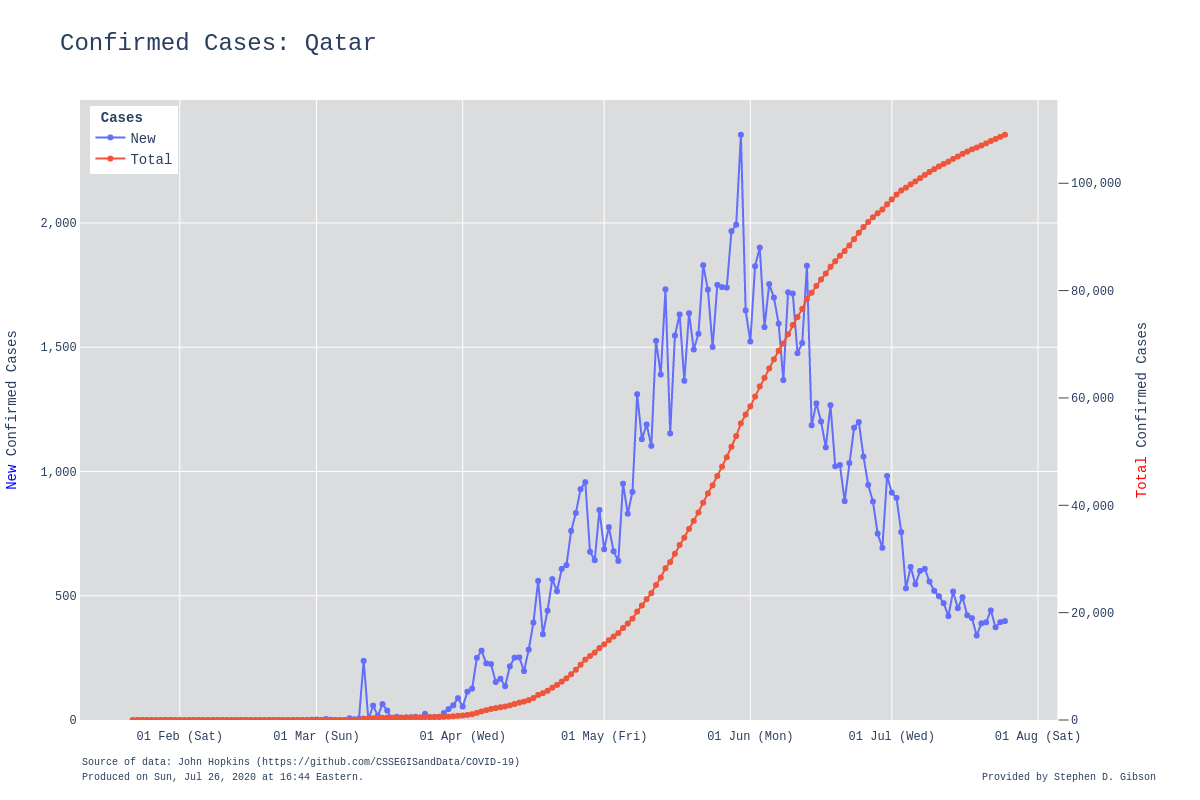 Confirmed Cases: Qatar
Cases
New
Total
2,000
1,500
1,000
500
0
100,000
80,000
60,000
40,000
20,000
0
New Confirmed Cases
Total Confirmed Cases
01 Feb (Sat)
01 Mar (Sun)
01 Apr (Wed)
01 May (Fri)
01 Jun (Mon)
01 Jul (Wed)
01 Aug (Sat)
Source of data: John Hopkins (https://github.com/CSSEGISandData/COVID-19)
Produced on Sun, Jul 26, 2020 at 16:44 Eastern.
Provided by Stephen D. Gibson